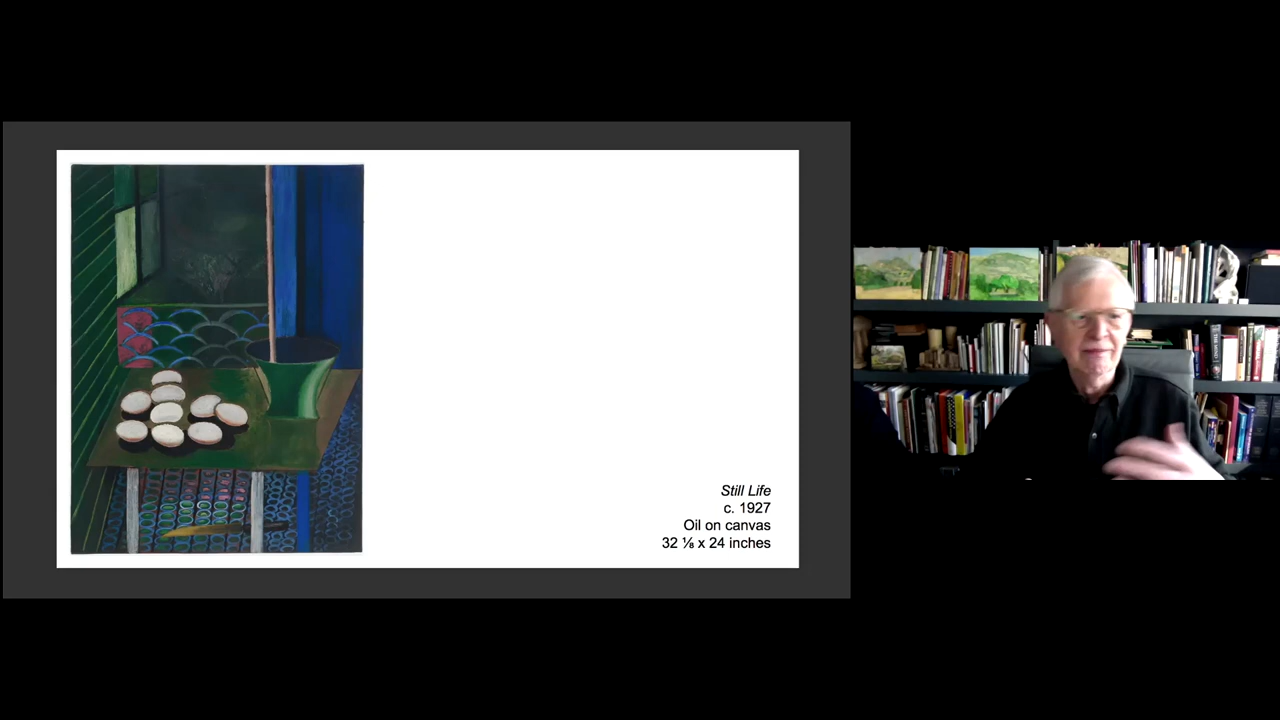 Still Life
c. 1927
Oil on canvas
32 ⅛ x 24 inches